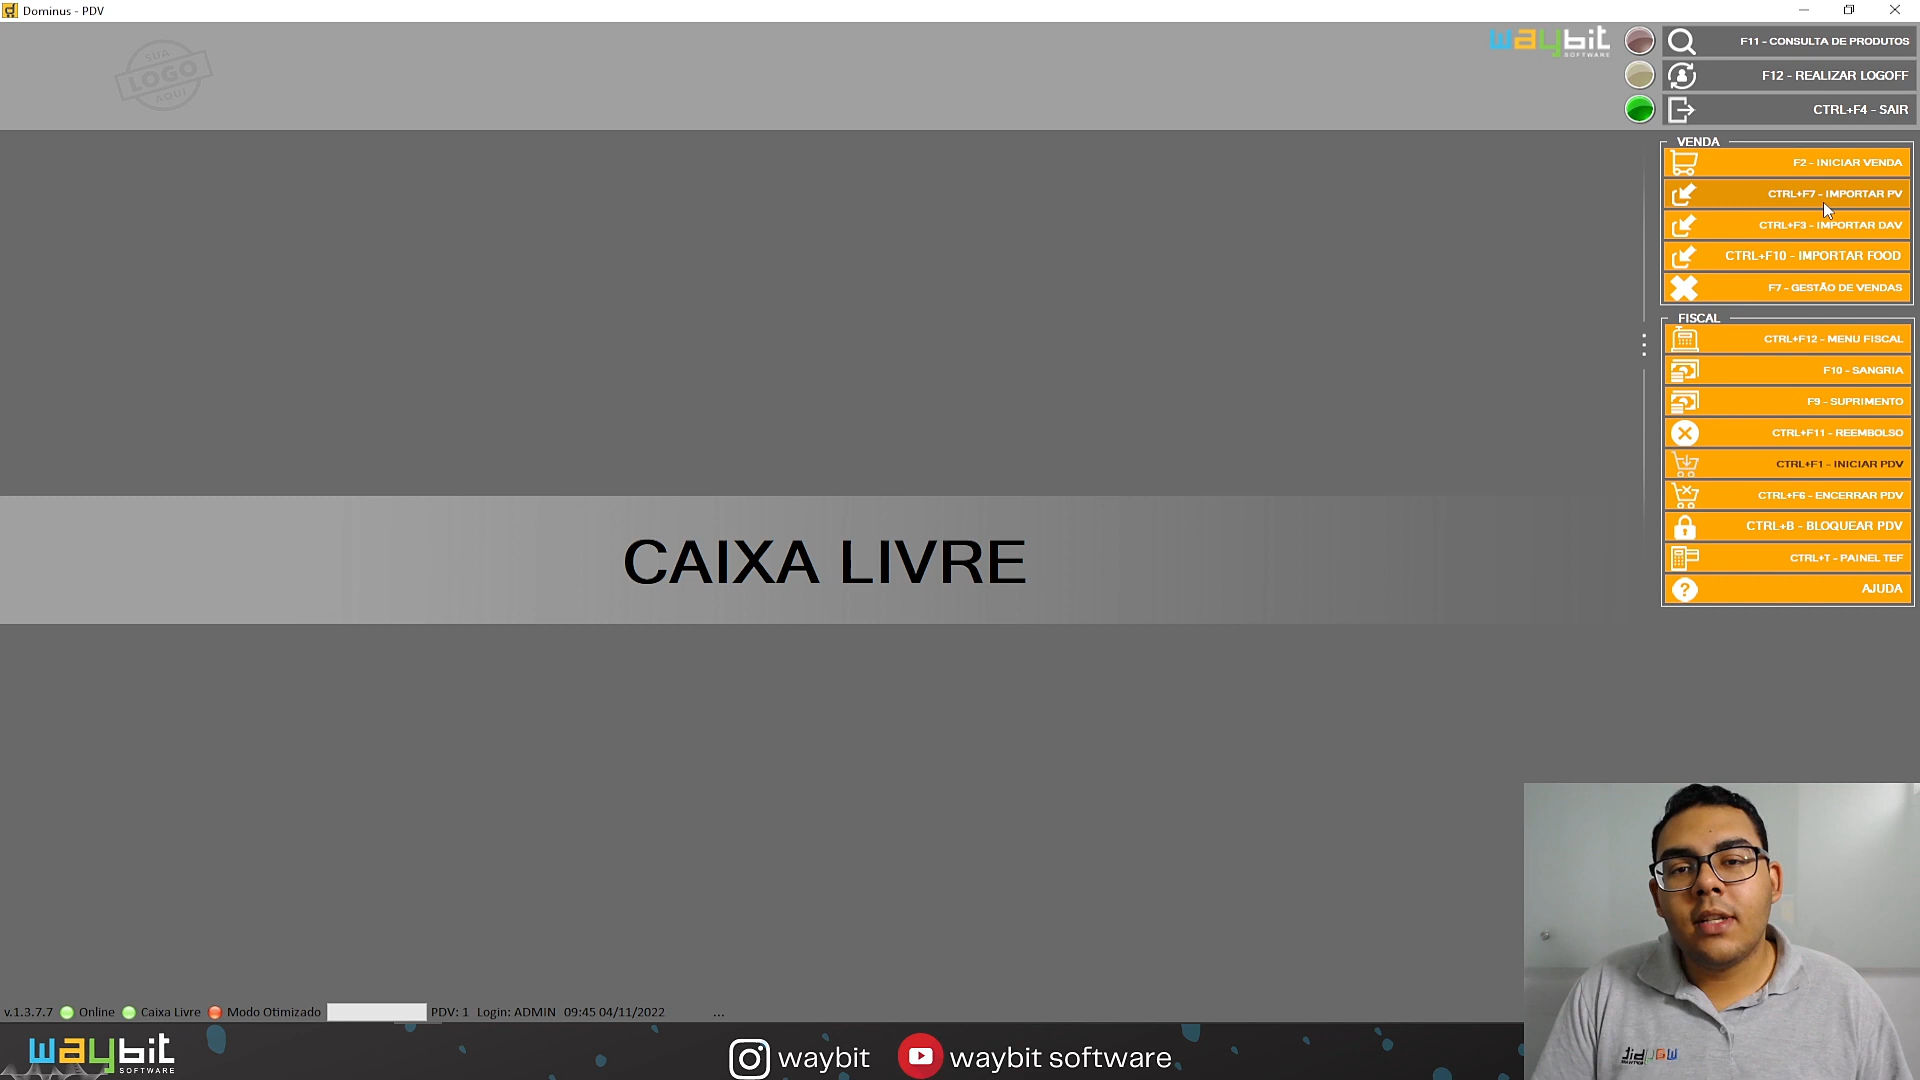 Dominus - PDV
SUA
LOGO
AQUI
waybit
SOFTWARE
F11 - CONSULTA DE PRODUTOS
F12 - REALIZAR LOGOFF
CTRL+F4 - SAIR
VENDA
F2 - INICIAR VENDA
CTRL+F7 - IMPORTAR PV
CTRL+F3 - IMPORTAR DAV
CTRL+F10 - IMPORTAR FOOD
F7 - GESTÃO DE VENDAS
FISCAL
CTRL+F12 - MENU FISCAL
F10 - SANGRIA
F9 - SUPRIMENTO
CTRL+F11 - REEMBOLSO
CTRL+F1 - INICIAR PDV
CTRL+F6 - ENCERRAR PDV
CTRL+B - BLOQUEAR PDV
CTRL+T - PAINEL TEF
AJUDA
CAIXA LIVRE
v.1.3.7.7 Online Caixa Livre Modo Otimizado PDV: 1 Login: ADMIN 09:45 04/11/2022 ...
waybit
SOFTWARE
waybit
waybit software
waybit